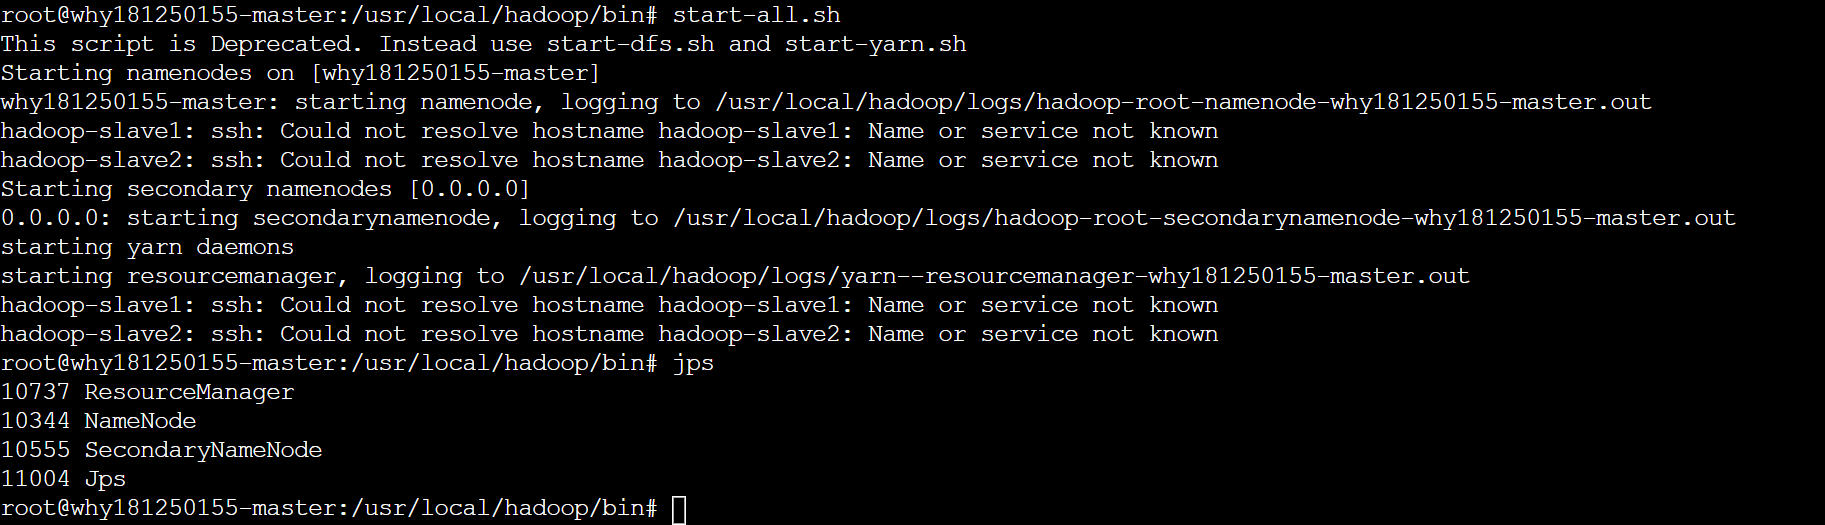 root@why181250155-master:/usr/local/hadoop/bin# start-all.sh
This script is Deprecated. Instead use start-dfs.sh and start-yarn.sh
Starting namenodes on [why181250155-master]
why181250155-master: starting namenode, logging to /usr/local/hadoop/logs/hadoop-root-namenode-why181250155-master.out
hadoop-slave1: ssh: Could not resolve hostname hadoop-slave1: Name or service not known
hadoop-slave2: ssh: Could not resolve hostname hadoop-slave2: Name or service not known
Starting secondary namenodes [0.0.0.0]
0.0.0.0: starting secondarynamenode, logging to /usr/local/hadoop/logs/hadoop-root-secondarynamenode-why181250155-master.out
starting yarn daemons
starting resourcemanager, logging to /usr/local/hadoop/logs/yarn--resourcemanager-why181250155-master.out
hadoop-slave1: ssh: Could not resolve hostname hadoop-slave1: Name or service not known
hadoop-slave2: ssh: Could not resolve hostname hadoop-slave2: Name or service not known
root@why181250155-master:/usr/local/hadoop/bin# jps
10737 ResourceManager
10344 NameNode
10555 SecondaryNameNode
11004 Jps
root@why181250155-master:/usr/local/hadoop/bin#